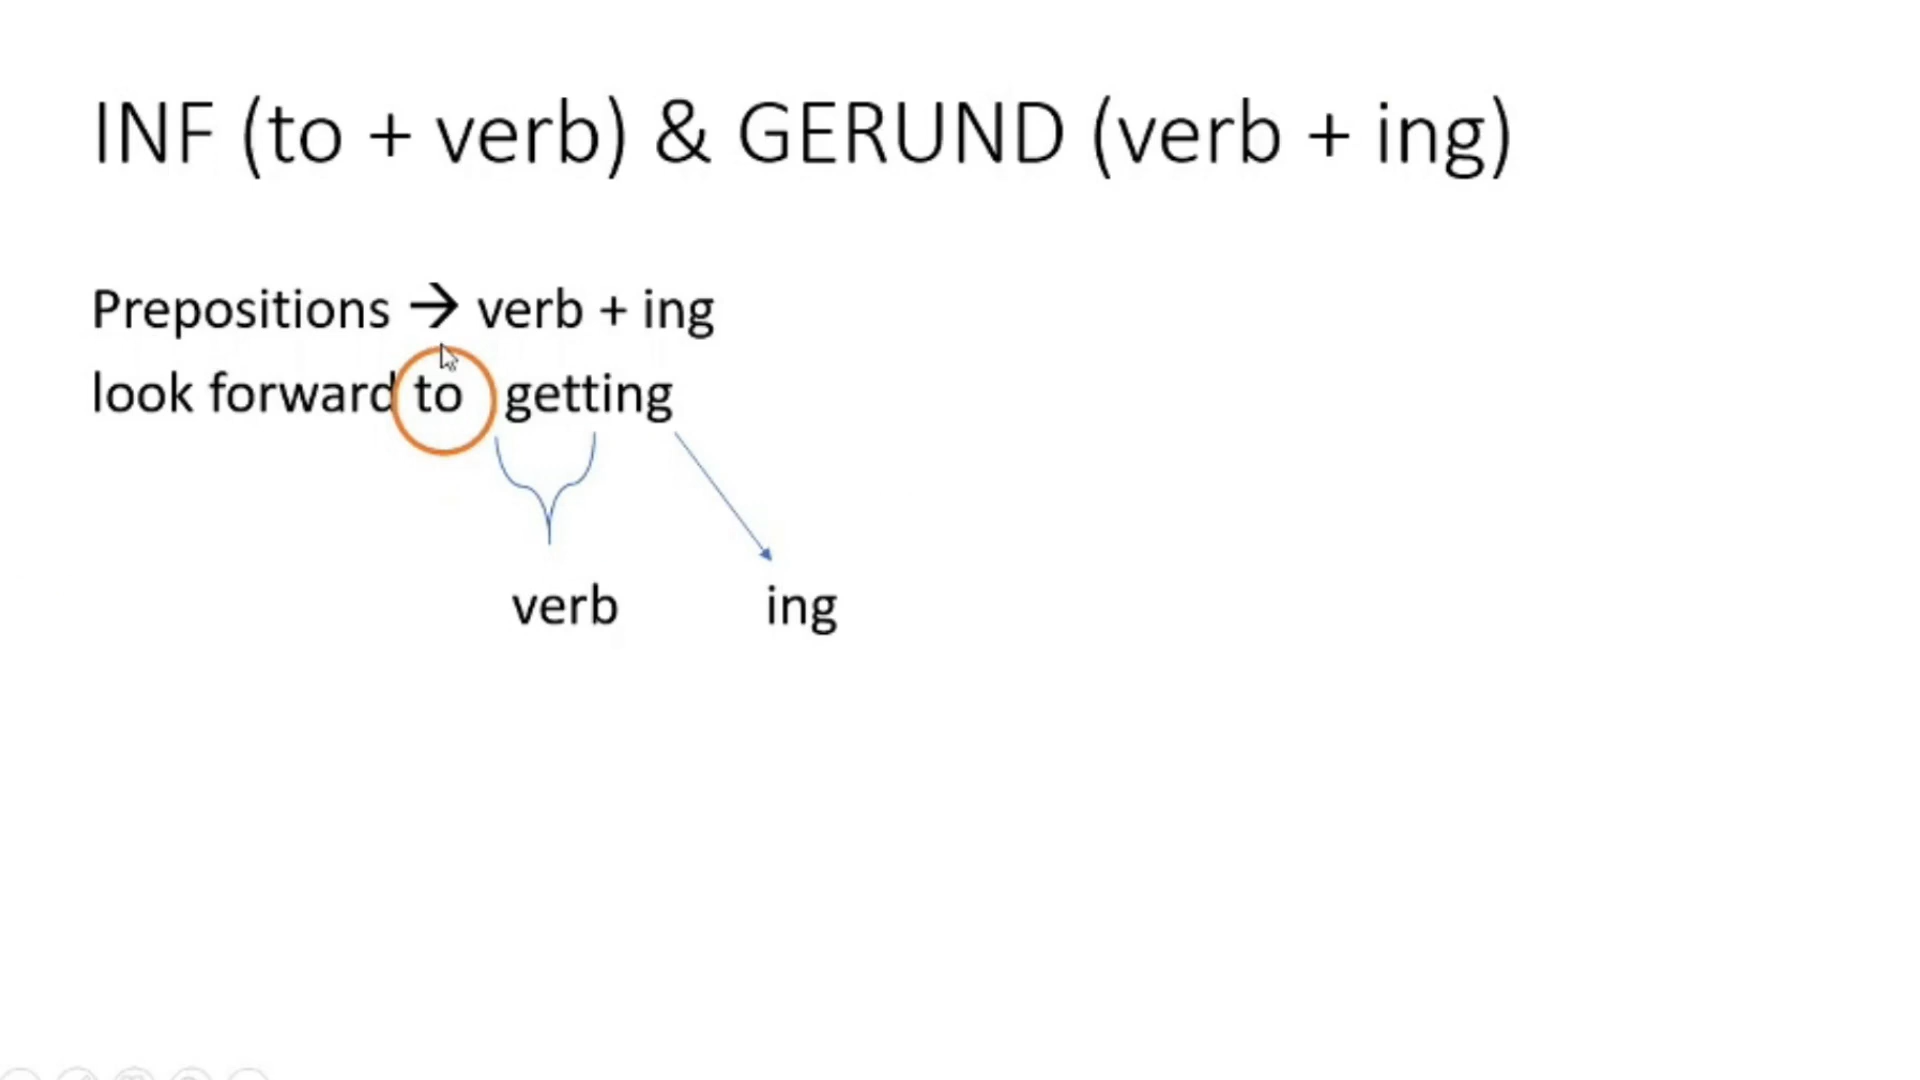 INF (to + verb) & GERUND (verb + ing)
Prepositions → verb + ing
look forward to getting
verb ing